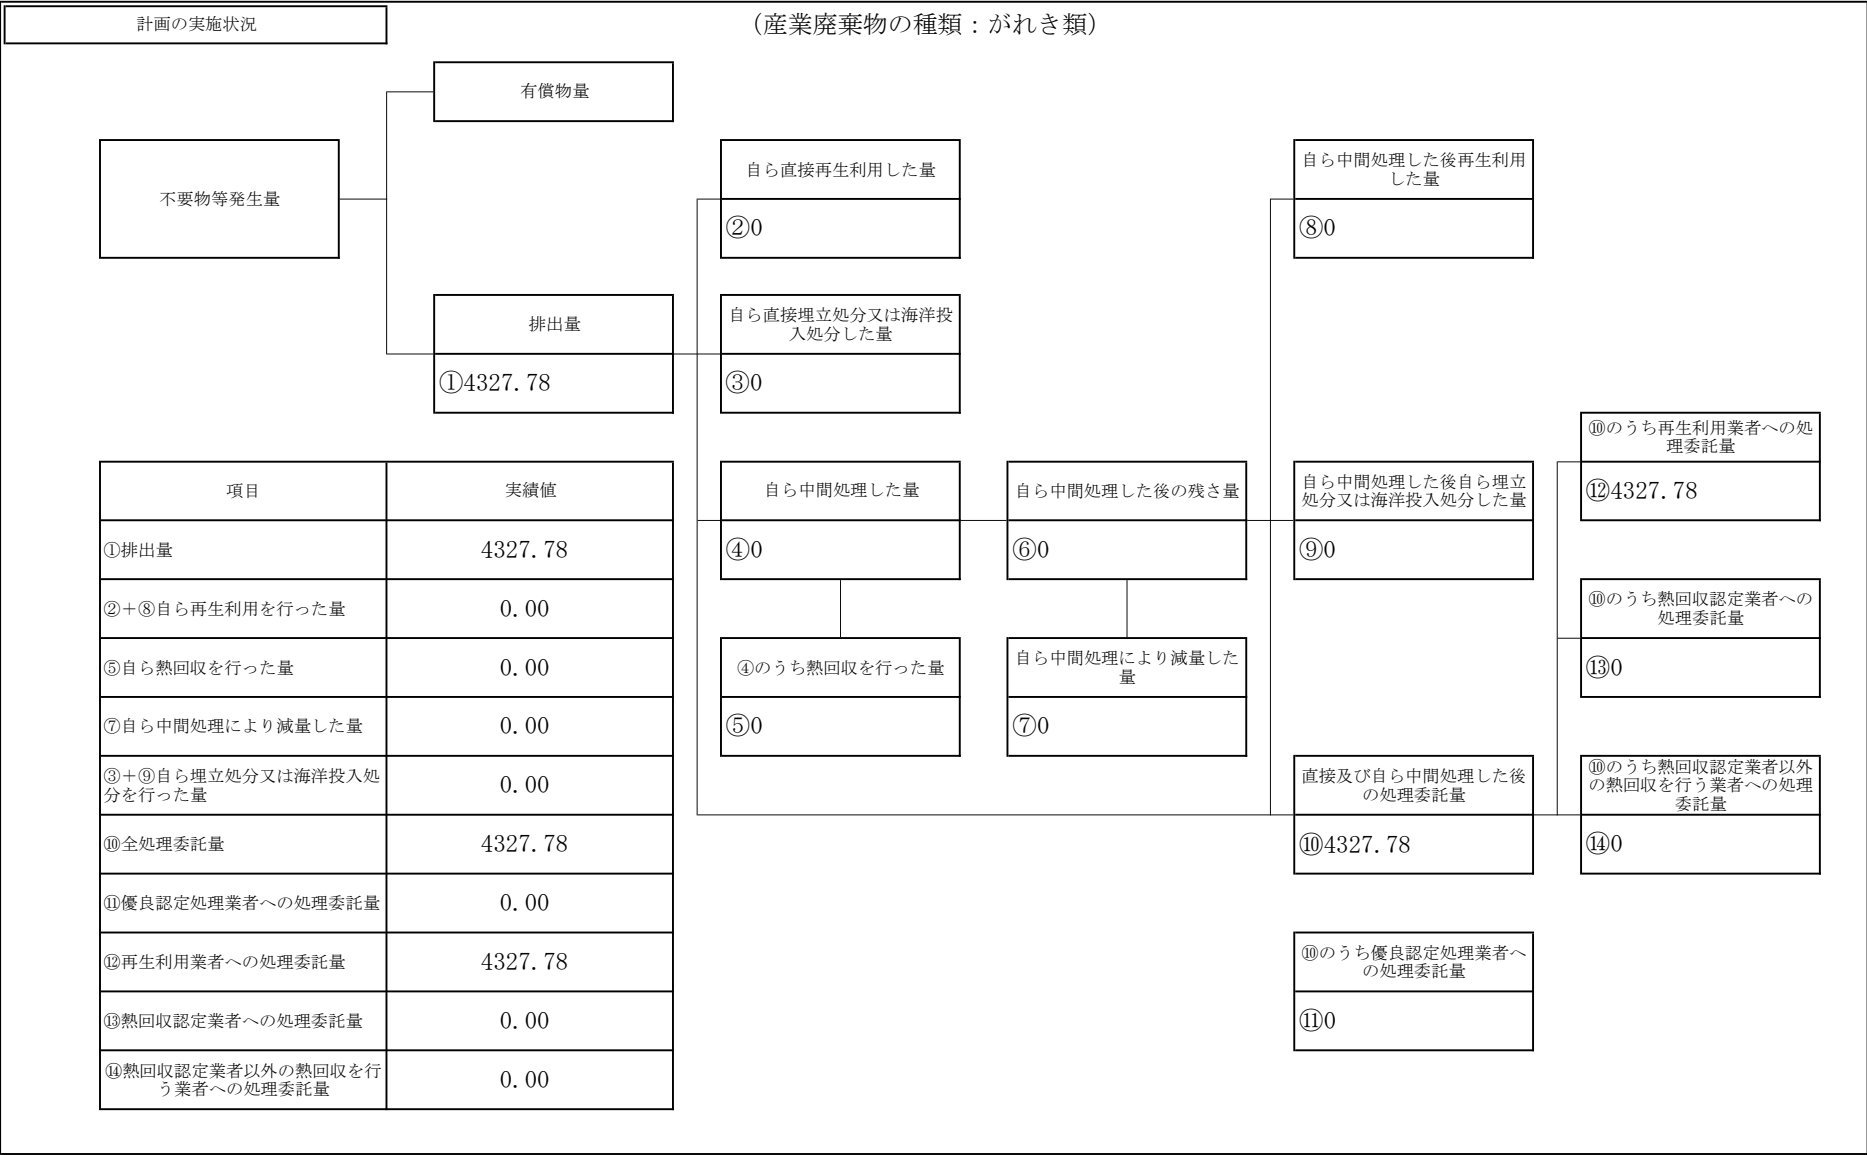 計画の実施状況
（産業廃棄物の種類：がれき類）
有償物量
不要物等発生量
自ら直接再生利用した量
②0
自ら中間処理した後再生利用
した量
⑧0
排出量
①4327.78
自ら直接埋立処分又は海洋投
入処分した量
③0
⑩のうち再生利用業者への処
理委託量
⑫4327.78
自ら中間処理した量
④0
自ら中間処理した後の残さ量
⑥0
自ら中間処理した後自ら埋立
処分又は海洋投入処分した量
⑨0
⑩のうち熱回収認定業者への
処理委託量
⑬0
④のうち熱回収を行った量
⑤0
自ら中間処理により減量した
量
⑦0
直接及び自ら中間処理した後
の処理委託量
⑩4327.78
⑩のうち熱回収認定業者以外
の熱回収を行う業者への処理
委託量
⑭0
⑩のうち優良認定処理業者へ
の処理委託量
⑪0
項目 実績値
①排出量 4327.78
②＋⑧自ら再生利用を行った量 0.00
⑤自ら熱回収を行った量 0.00
⑦自ら中間処理により減量した量 0.00
③＋⑨自ら埋立処分又は海洋投入処
分を行った量 0.00
⑩全処理委託量 4327.78
⑪優良認定処理業者への処理委託量 0.00
⑫再生利用業者への処理委託量 4327.78
⑬熱回収認定業者への処理委託量 0.00
⑭熱回収認定業者以外の熱回収を行
う業者への処理委託量 0.00